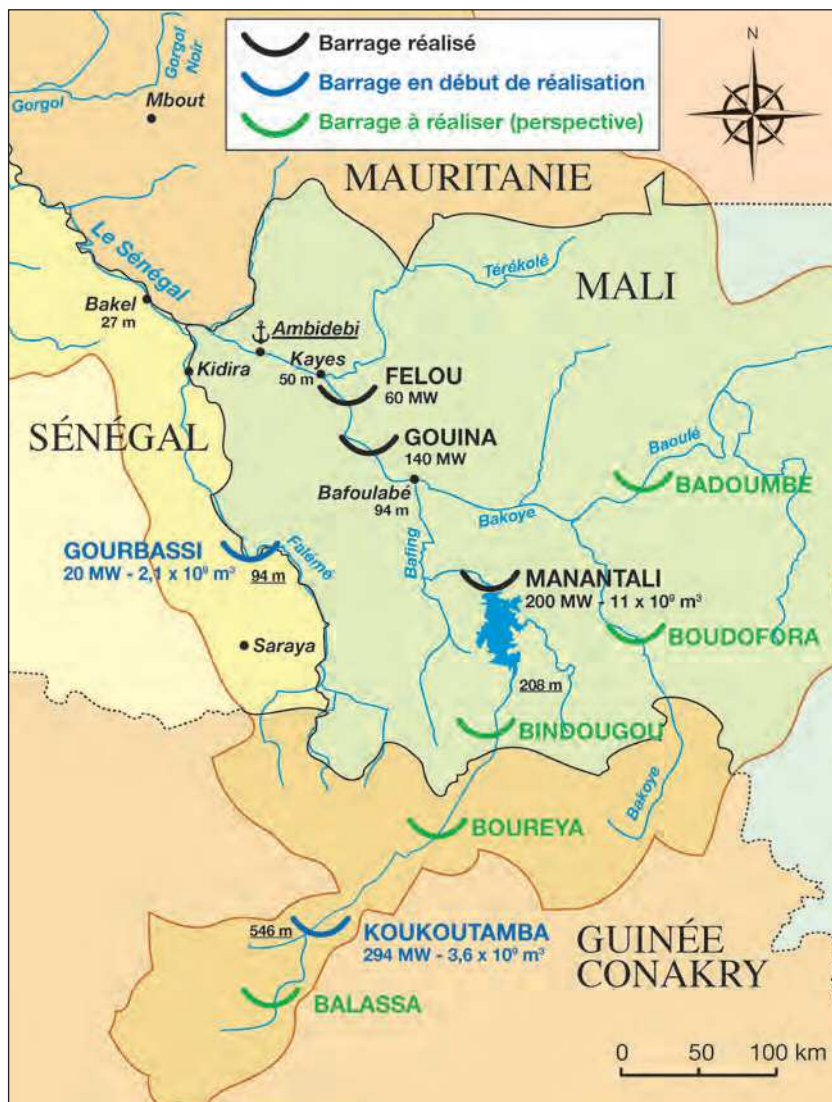 Barrage réalisé
Barrage en début de réalisation
Barrage à réaliser (perspective)
N
Gorgol
Gorgol
Noir
Mbout
MAURITANIE
Le Sénégal
Térékolé
MALI
Bakel
27 m
Ambidebi
Kidira
Kayes
50 m
FELOU
60 MW
SÉNÉGAL
GOUINA
140 MW
Baoulé
Bafoulabé
94 m
BADOUMBE
Bakoye
GOURBASSI
20 MW - 2,1 x 10⁹ m³
Falémé
94 m
Bafing
MANANTALI
200 MW - 11 x 10⁹ m³
Saraya
BOUDOFORA
208 m
BINDOUGOU
Bakoye
BOUREYA
546 m
KOUKOUTAMBA
294 MW - 3,6 x 10⁹ m³
GUINÉE
CONAKRY
BALASSA
0 50 100 km